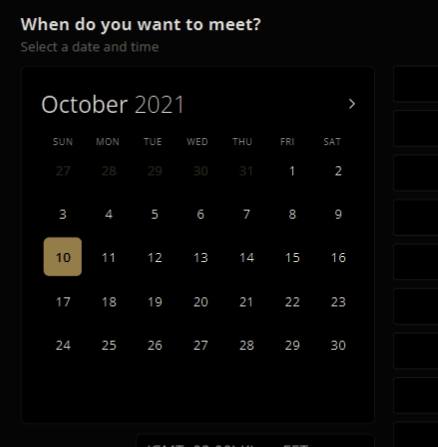 When do you want to meet?
Select a date and time
October 2021 >
SUN MON TUE WED THU FRI SAT
27 28 29 30 31 1 2
3 4 5 6 7 8 9
10 11 12 13 14 15 16
17 18 19 20 21 22 23
24 25 26 27 28 29 30